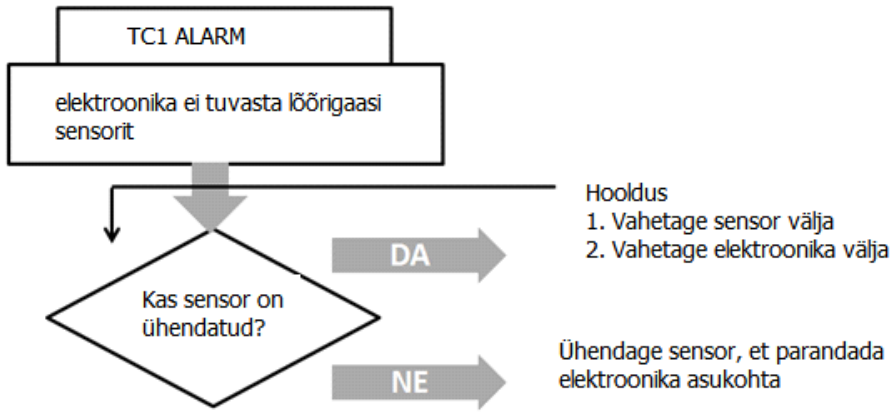 TC1 ALARM
elektroonika ei tuvasta lõõrigaasi
sensorit
Hooldus
1. Vahetage sensor välja
2. Vahetage elektroonika välja
DA
Kas sensor on
ühendatud?
Ühendage sensor, et parandada
elektroonika asukohta
NE